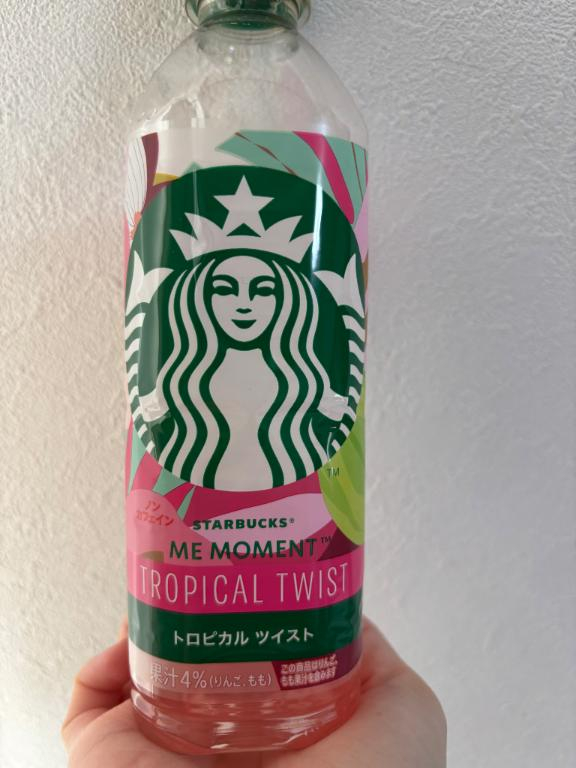 TM
ノン
カフェイン
STARBUCKS®
ME MOMENT™
TROPICAL TWIST
トロピカル ツイスト
果汁4%(りんご、もも)
この商品はりんご、
もも果汁を含みます